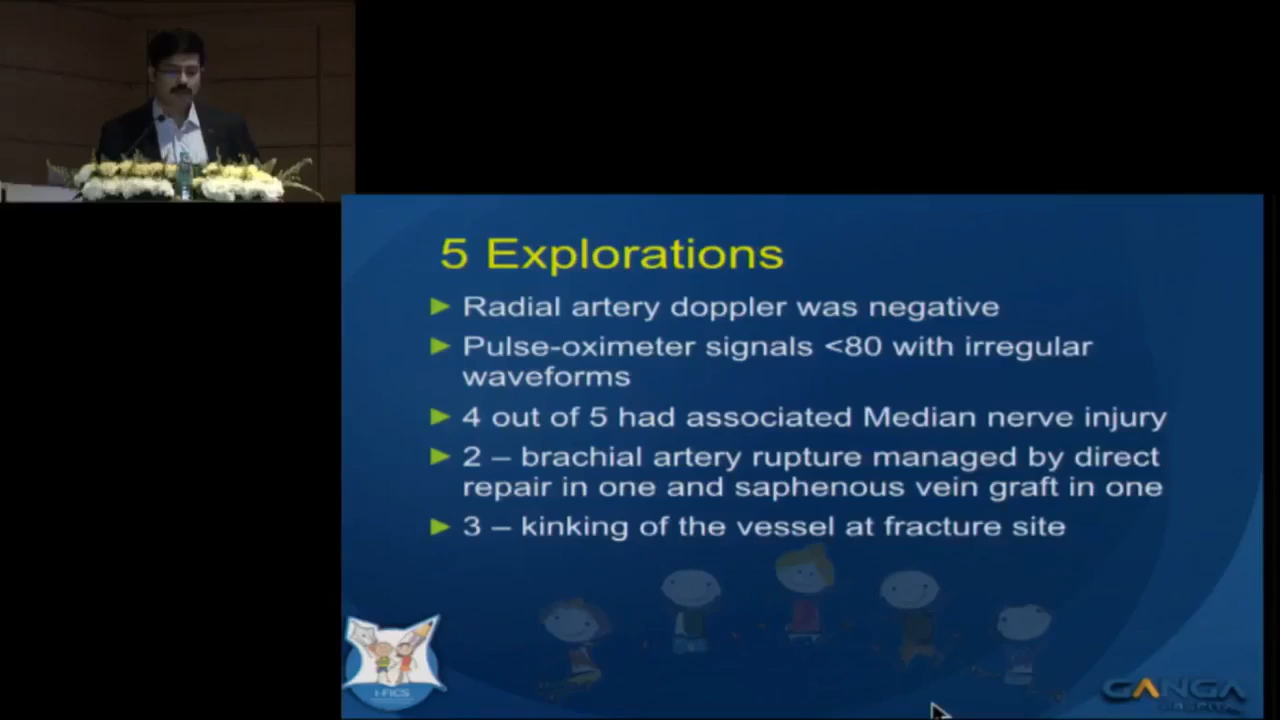 5 Explorations
Radial artery doppler was negative
Pulse-oximeter signals <80 with irregular
waveforms
4 out of 5 had associated Median nerve injury
2 – brachial artery rupture managed by direct
repair in one and saphenous vein graft in one
3 – kinking of the vessel at fracture site
I-FICS
GANGA
HOSPITAL